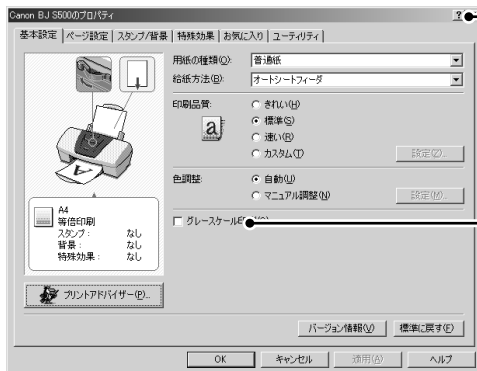 Canon BJ S500のプロパティ ?
基本設定 ページ設定 スタンプ/背景 特殊効果 お気に入り ユーティリティ
用紙の種類(Q): 普通紙
給紙方法(P): オートシートフィーダ
印刷品質: きれい(H)
標準(S)
速い(R)
カスタム(T) 設定(Z)...
色調整: 自動(U)
マニュアル調整(N) 設定(M)...
グレースケール
A4
等倍印刷
スタンプ: なし
背景: なし
特殊効果: なし
プリントアドバイザー(P)...
バージョン情報(V) 標準に戻す(F)
OK キャンセル 適用(A) ヘルプ